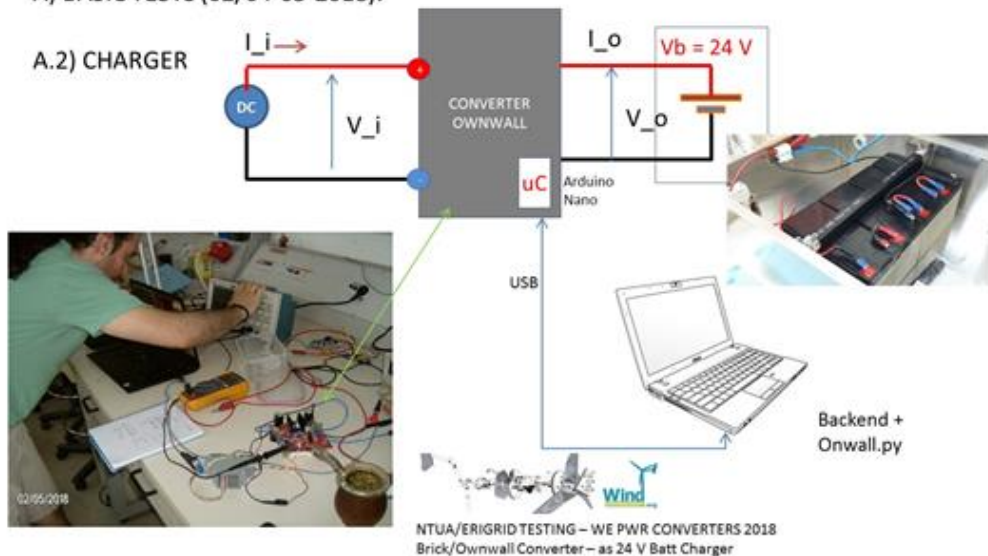 A.2) CHARGER
I_i
DC
V_i
+
-
CONVERTER
OWNWALL
uC
Arduino
Nano
I_o
V_o
Vb = 24 V
USB
02/05/2018
Backend +
Onwall.py
Wind
NTUA/ERIGRID TESTING – WE PWR CONVERTERS 2018
Brick/Ownwall Converter – as 24 V Batt Charger